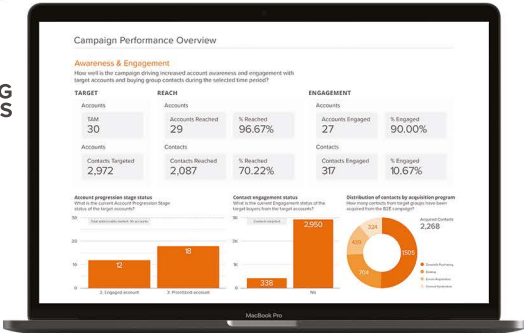 G
S
Campaign Performance Overview
Awareness & Engagement
How well is the campaign driving increased account awareness and engagement with
target accounts and buying group contacts during the selected time period?
TARGET
REACH
ENGAGEMENT
Accounts
Accounts
Accounts
TAM
30
Accounts Reached
29
% Reached
96.67%
Accounts Engaged
27
% Engaged
90.00%
Accounts
Contacts
Contacts
Contacts Targeted
2,972
Contacts Reached
2,087
% Reached
70.22%
Contacts Engaged
317
% Engaged
10.67%
Account progression stage status
What is the current Account Progression Stage
status of the target accounts?
12
18
2. Engaged account
3. Prioritised account
Contact engagement status
What is the current Engagement status of the
target buyers from the target accounts?
338
2,950
No
Distribution of contacts by acquisition program
How many contacts from target groups have been
acquired from the B2E campaign?
Acquired Contacts
2,268
324
1505
704
MacBook Pro